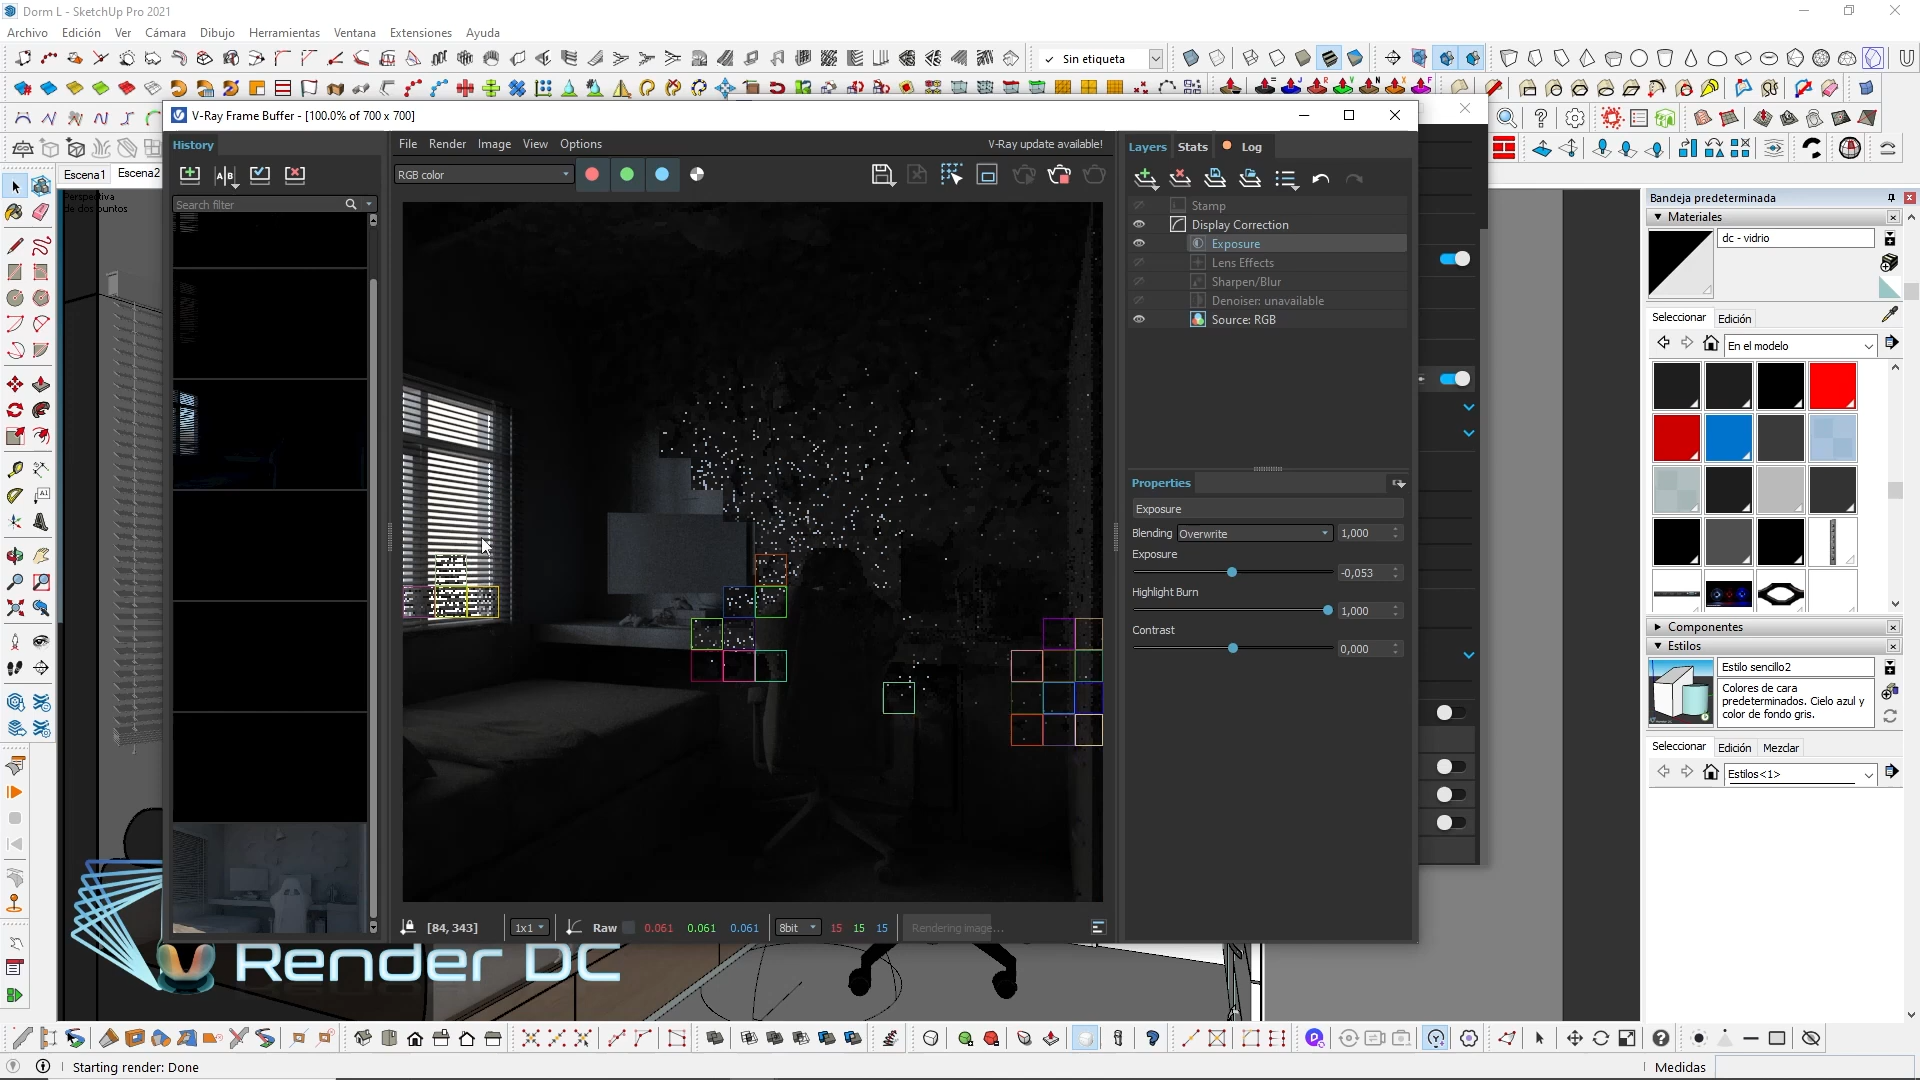 Dorm L - SketchUp Pro 2021
Archivo Edición Ver Cámara Dibujo Herramientas Ventana Extensiones Ayuda
Sin etiqueta
V-Ray Frame Buffer - [100.0% of 700 x 700]
History
File Render Image View Options
V-Ray update available!
Layers Stats Log
Escena1 Escena2
RGB color
Search filter
Perspectiva
de dos puntos
Stamp
Display Correction
Exposure
Lens Effects
Sharpen/Blur
Denoiser: unavailable
Source: RGB
Properties
Exposure
Blending Overwrite 1,000
Exposure
-0,053
Highlight Burn
1,000
Contrast
0,000
Bandeja predeterminada
Materiales
dc - vidrio
Seleccionar Edición
En el modelo
Componentes
Estilos
Estilo sencillo2
Colores de cara
predeterminados. Cielo azul y
color de fondo gris.
Seleccionar Edición Mezclar
Estilos<1>
[84, 343] 1x1 Raw 0.061 0.061 0.061 8bit 15 15 15 Rendering image...
Render DC
Starting render: Done
Medidas